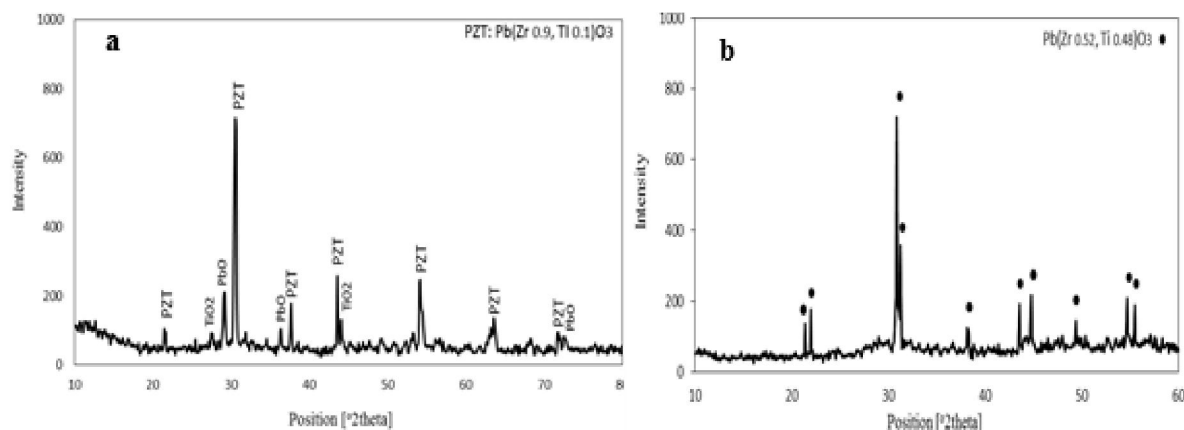 a
PZT: Pb(Zr 0.9, TI 0.1)O3
1000
800
600
400
200
0
Intensity
PZT
TiO2
PbO
PZT
PbO
PZT
PZT
TiO2
PZT
PZT
PZT
PbO
10 20 30 40 50 60 70 80
Position [°2theta]
b
Pb(Zr 0.52, Ti 0.48)O3
1000
800
600
400
200
0
Intensity
10 20 30 40 50 60
Position [°2theta]